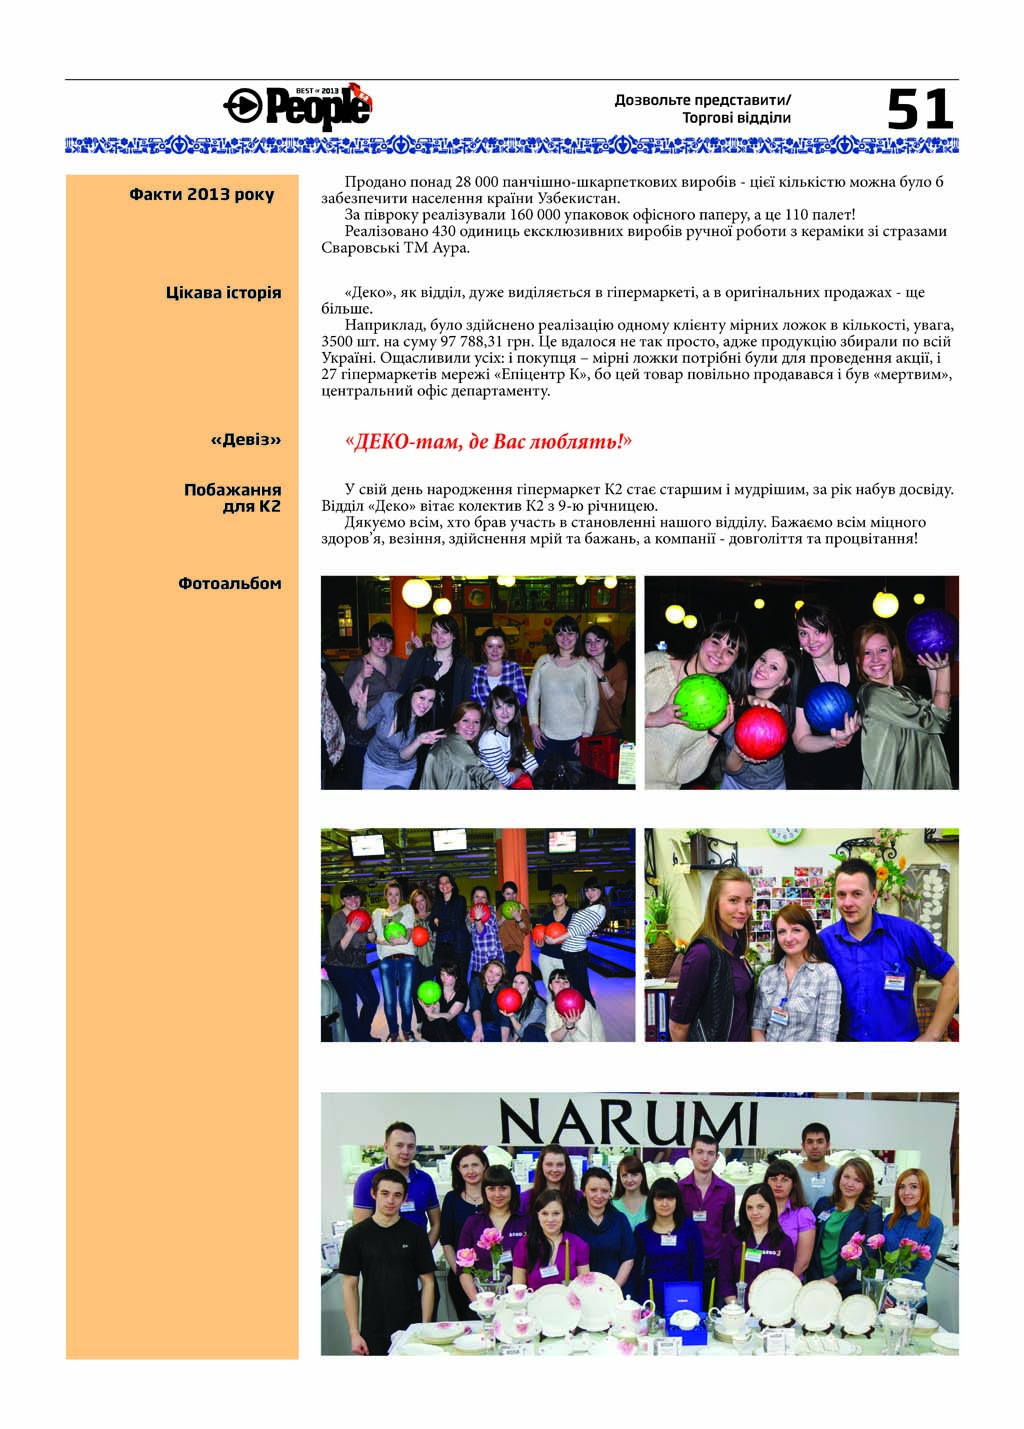 BEST of 2013
People
Дозвольте представити/
Торгові відділи
51
Факти 2013 року
Продано понад 28 000 панчішно-шкарпеткових виробів - цієї кількістю можна було б
забезпечити населення країни Узбекистан.
За півроку реалізували 160 000 упаковок офісного паперу, а це 110 палет!
Реалізовано 430 одиниць ексклюзивних виробів ручної роботи з кераміки зі стразами
Сваровські ТМ Аура.
Цікава історія
«Деко», як відділ, дуже виділяється в гіпермаркеті, а в оригінальних продажах - ще
більше.
Наприклад, було здійснено реалізацію одному клієнту мірних ложок в кількості, увага,
3500 шт. на суму 97 788,31 грн. Це вдалося не так просто, адже продукцію збирали по всій
Україні. Ощасливили усіх: і покупця – мірні ложки потрібні були для проведення акції, і
27 гіпермаркетів мережі «Епіцентр К», бо цей товар повільно продавався і був «мертвим»,
центральний офіс департаменту.
«Девіз»
«ДЕКО-там, де Вас люблять!»
Побажання
для К2
У свій день народження гіпермаркет К2 стає старшим і мудрішим, за рік набув досвіду.
Відділ «Деко» вітає колектив К2 з 9-ю річницею.
Дякуємо всім, хто брав участь в становленні нашого відділу. Бажаємо всім міцного
здоров'я, везіння, здійснення мрій та бажань, а компанії - довголіття та процвітання!
Фотоальбом
NARUMI